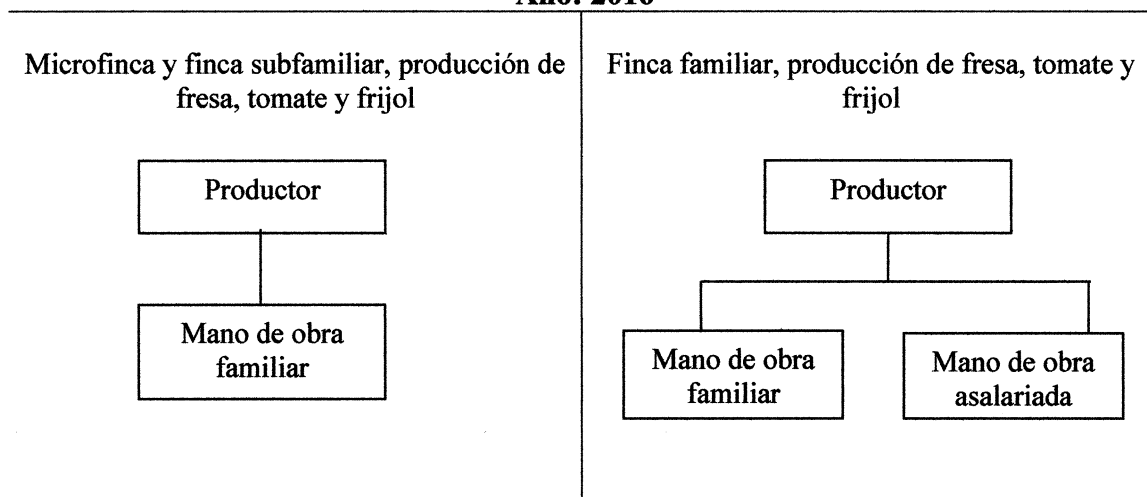 Microfinca y finca subfamiliar, producción de
fresa, tomate y frijol
Productor
Mano de obra
familiar
Finca familiar, producción de fresa, tomate y
frijol
Productor
Mano de obra
familiar
Mano de obra
asalariada